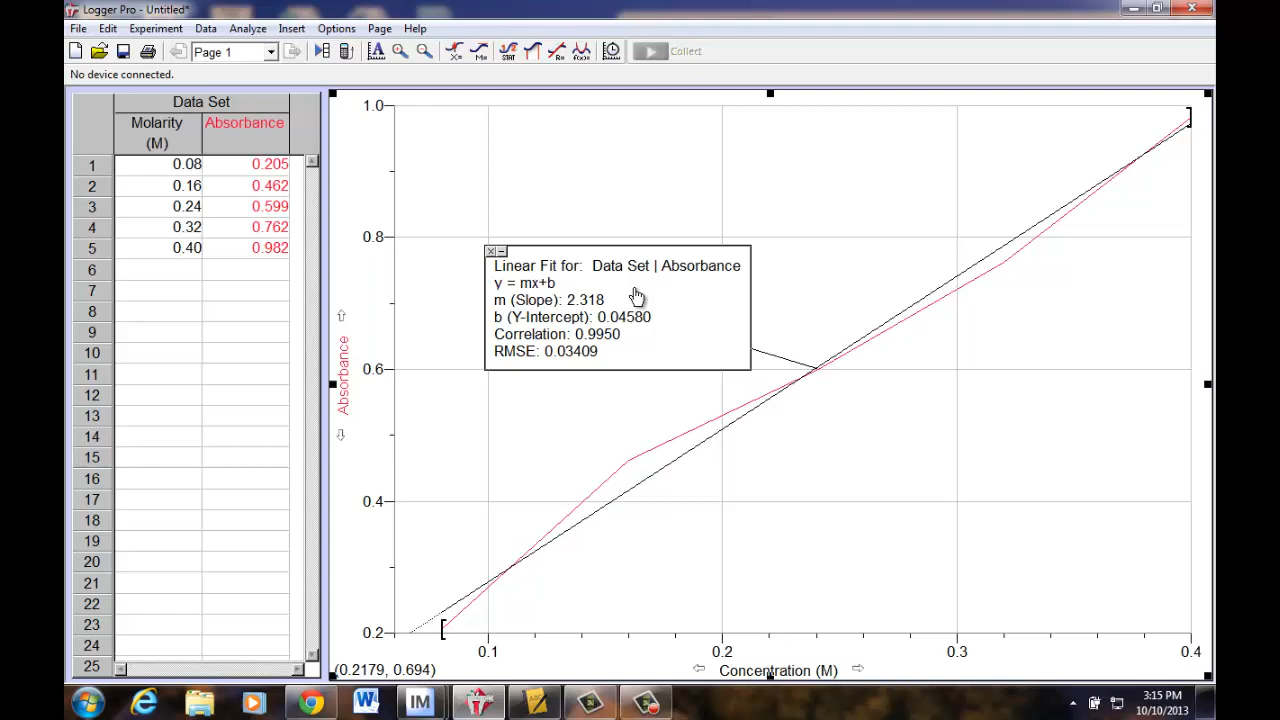 Logger Pro - Untitled*
File Edit Experiment Data Analyze Insert Options Page Help
Page 1
X= M= STAT R= f(x)= Collect
No device connected.
Data Set
Molarity Absorbance
(M)
1 0.08 0.205
2 0.16 0.462
3 0.24 0.599
4 0.32 0.762
5 0.40 0.982
6
7
8
9
10
11
12
13
14
15
16
17
18
19
20
21
22
23
24
25
1.0
0.8
0.6
0.4
0.2
Absorbance
Linear Fit for: Data Set | Absorbance
y = mx+b
m (Slope): 2.318
b (Y-Intercept): 0.04580
Correlation: 0.9950
RMSE: 0.03409
0.1 0.2 0.3 0.4
(0.2179, 0.694)
Concentration (M)
W IM ABC
3:15 PM
10/10/2013